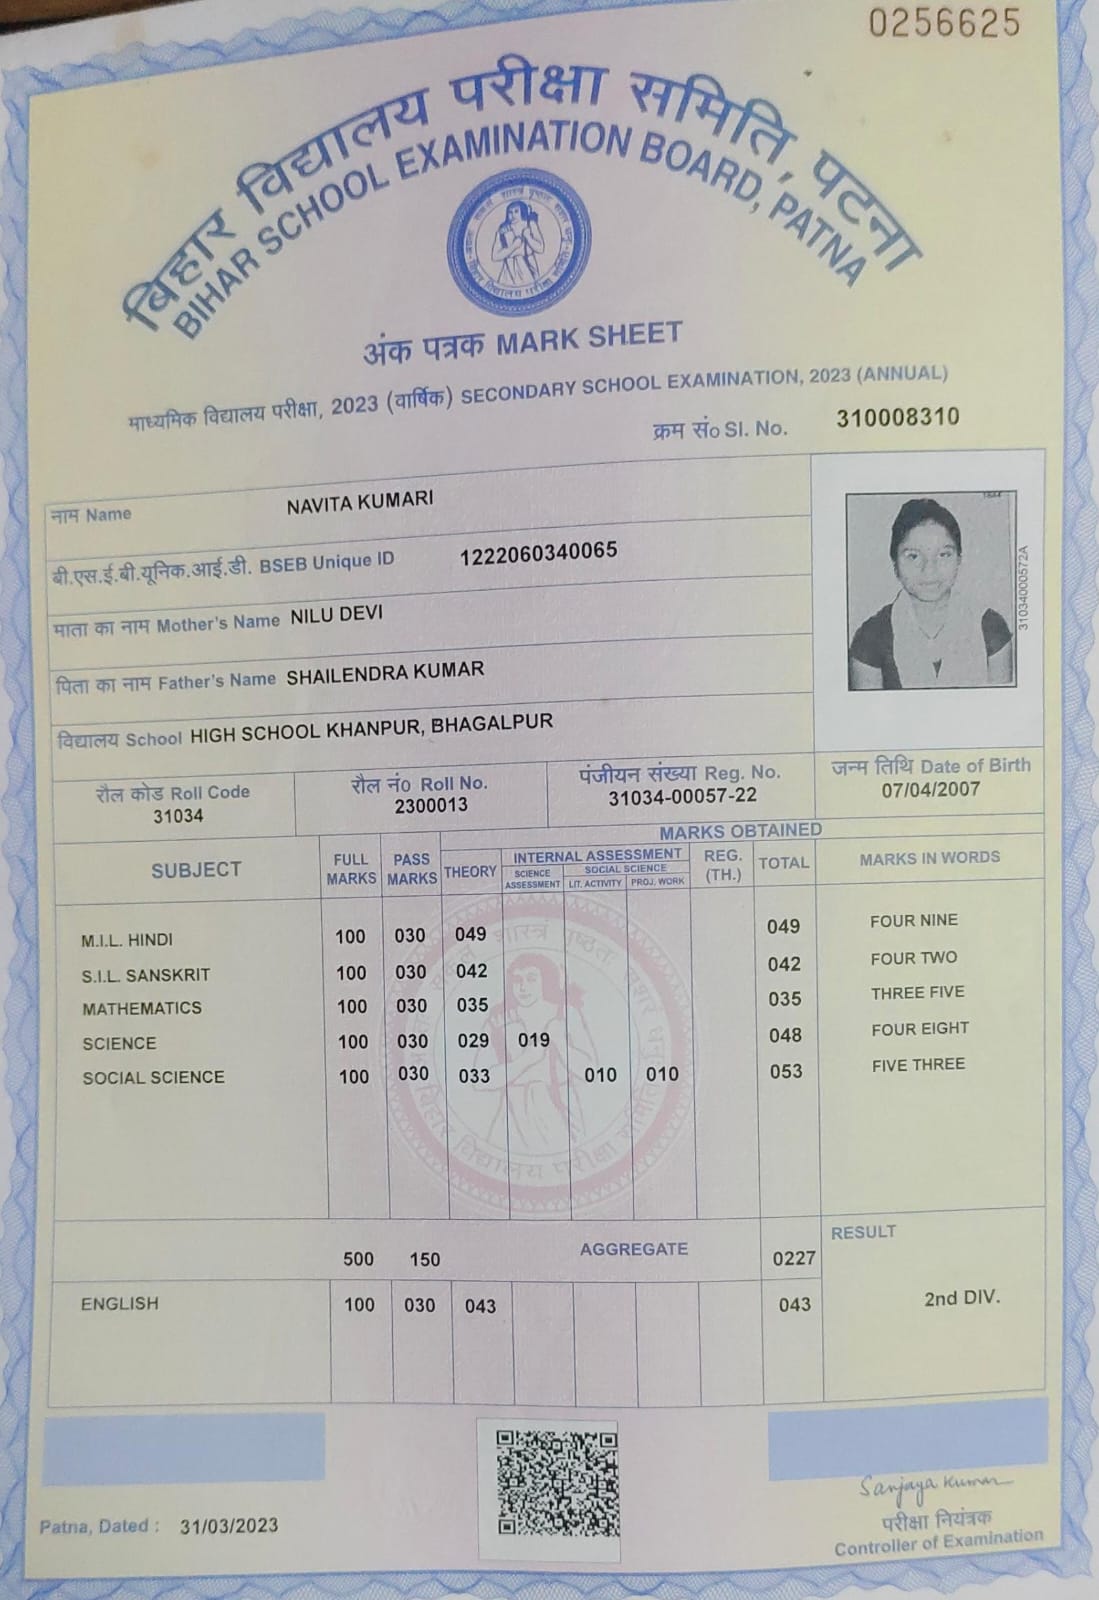 0256625
बिहार विद्यालय परीक्षा समिति, पटना
BIHAR SCHOOL EXAMINATION BOARD, PATNA
अंक पत्रक MARK SHEET
माध्यमिक विद्यालय परीक्षा, 2023 (वार्षिक) SECONDARY SCHOOL EXAMINATION, 2023 (ANNUAL)
क्रम सं० SI. No. 310008310
नाम Name NAVITA KUMARI
बी.एस.ई.बी.यूनिक.आई.डी. BSEB Unique ID 1222060340065
माता का नाम Mother's Name NILU DEVI
पिता का नाम Father's Name SHAILENDRA KUMAR
विद्यालय School HIGH SCHOOL KHANPUR, BHAGALPUR
31034000572A
रौल कोड Roll Code रौल नं० Roll No. पंजीयन संख्या Reg. No. जन्म तिथि Date of Birth
31034 2300013 31034-00057-22 07/04/2007
MARKS OBTAINED
SUBJECT FULL MARKS PASS MARKS THEORY INTERNAL ASSESSMENT REG. (TH.) TOTAL MARKS IN WORDS
SCIENCE ASSESSMENT SOCIAL SCIENCE
LIT. ACTIVITY PROJ. WORK
M.I.L. HINDI 100 030 049 049 FOUR NINE
S.I.L. SANSKRIT 100 030 042 042 FOUR TWO
MATHEMATICS 100 030 035 035 THREE FIVE
SCIENCE 100 030 029 019 048 FOUR EIGHT
SOCIAL SCIENCE 100 030 033 010 010 053 FIVE THREE
बिहार विद्यालय परीक्षा समिति
500 150 AGGREGATE 0227 RESULT
ENGLISH 100 030 043 043 2nd DIV.
Sanjaya Kumar
Patna, Dated : 31/03/2023
परीक्षा नियंत्रक
Controller of Examination